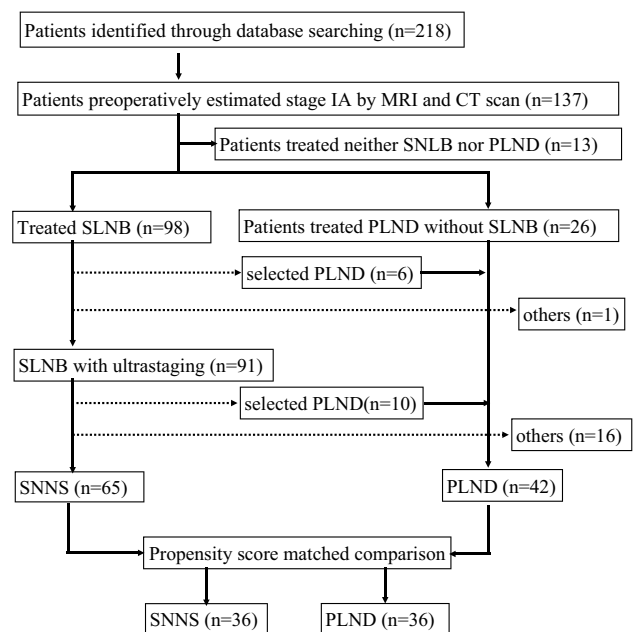 Patients identified through database searching (n=218)
Patients preoperatively estimated stage IA by MRI and CT scan (n=137)
Patients treated neither SNLB nor PLND (n=13)
Treated SLNB (n=98)
Patients treated PLND without SLNB (n=26)
selected PLND (n=6)
others (n=1)
SLNB with ultrastaging (n=91)
selected PLND(n=10)
others (n=16)
SNNS (n=65)
PLND (n=42)
Propensity score matched comparison
SNNS (n=36)
PLND (n=36)